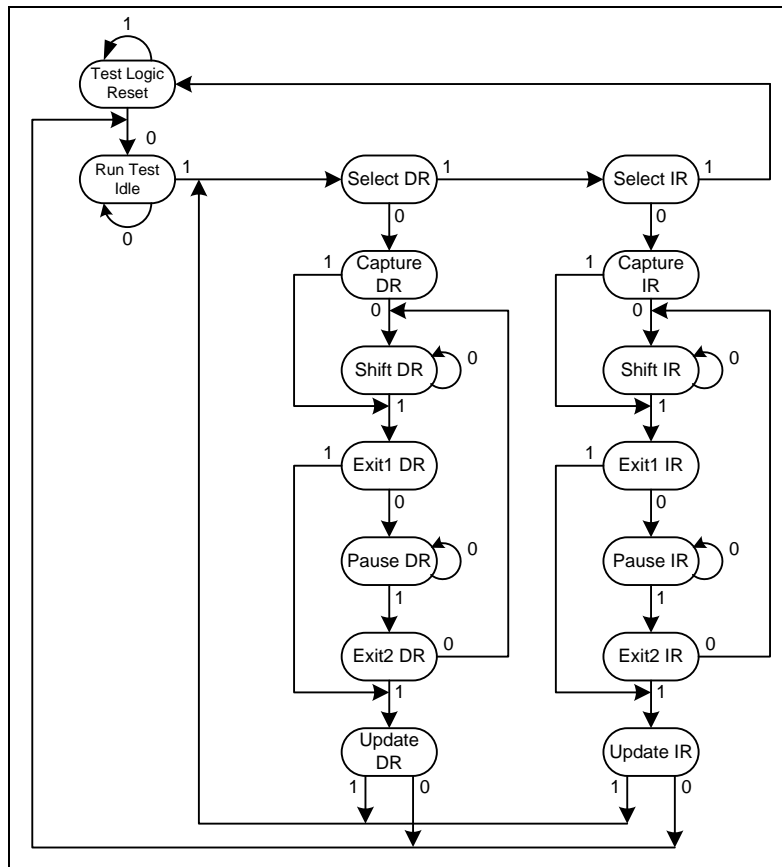 1
Test Logic
Reset
0
Run Test
Idle
1
0
Select DR
1
Select IR
1
0
0
Capture
DR
1
0
Capture
IR
1
0
Shift DR
0
1
Shift IR
0
1
1
Exit1 DR
0
1
Exit1 IR
0
Pause DR
0
1
Pause IR
0
1
Exit2 DR
0
1
Exit2 IR
0
1
Update
DR
1
0
Update IR
1
0